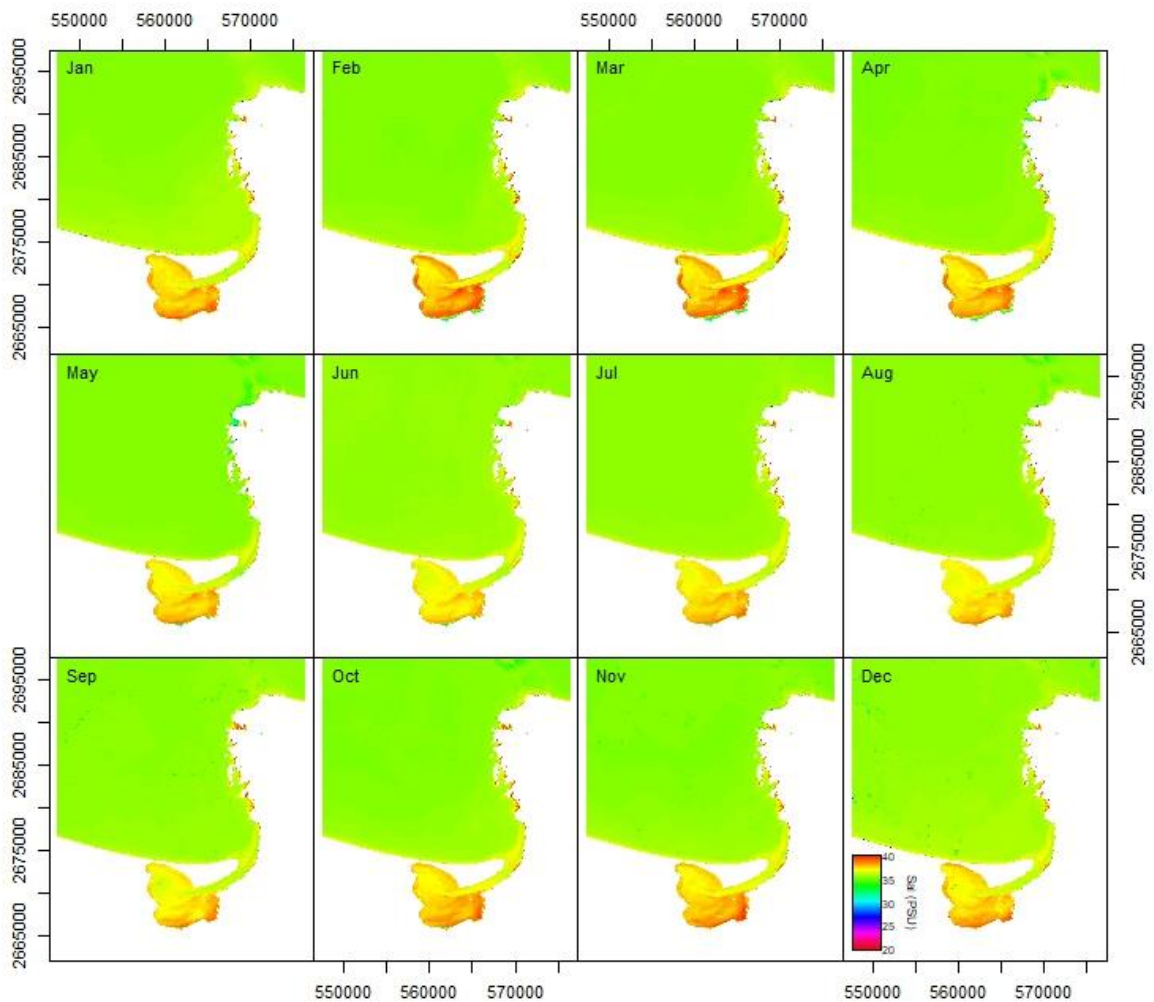 550000 560000 570000 550000 560000 570000
2695000 Jan Feb Mar Apr
2685000
2675000
2665000
May Jun Jul Aug 2695000
2685000
2675000
2665000
2695000 Sep Oct Nov Dec
2685000
2675000
2665000
40
35
30
25
20
Sal (PSU)
550000 560000 570000 550000 560000 570000